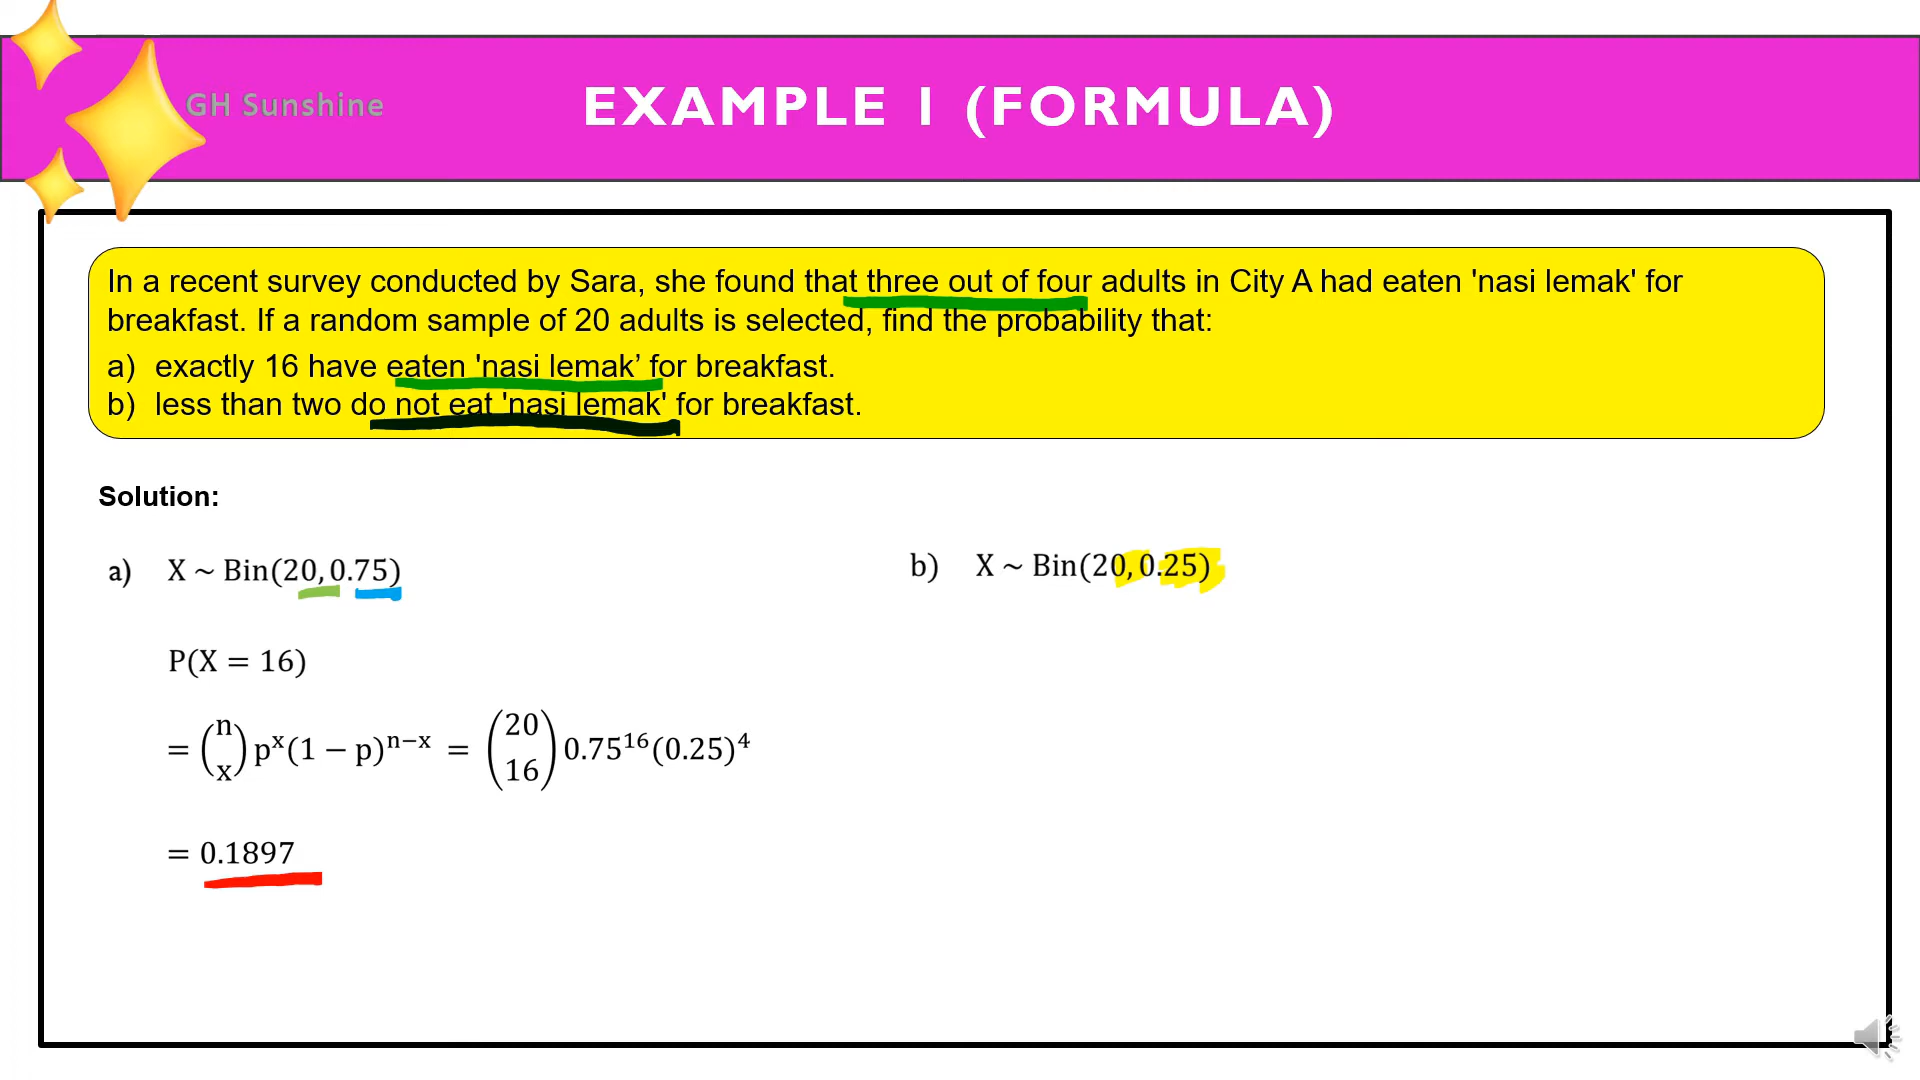 GH Sunshine
EXAMPLE 1 (FORMULA)
In a recent survey conducted by Sara, she found that three out of four adults in City A had eaten 'nasi lemak' for
breakfast. If a random sample of 20 adults is selected, find the probability that:
a) exactly 16 have eaten 'nasi lemak’ for breakfast.
b) less than two do not eat 'nasi lemak' for breakfast.
Solution:
a) X ~ Bin(20, 0.75)
P(X = 16)
= (n x) pˣ(1 − p)ⁿ⁻ˣ = (20 16) 0.75¹⁶(0.25)⁴
= 0.1897
b) X ~ Bin(20, 0.25)